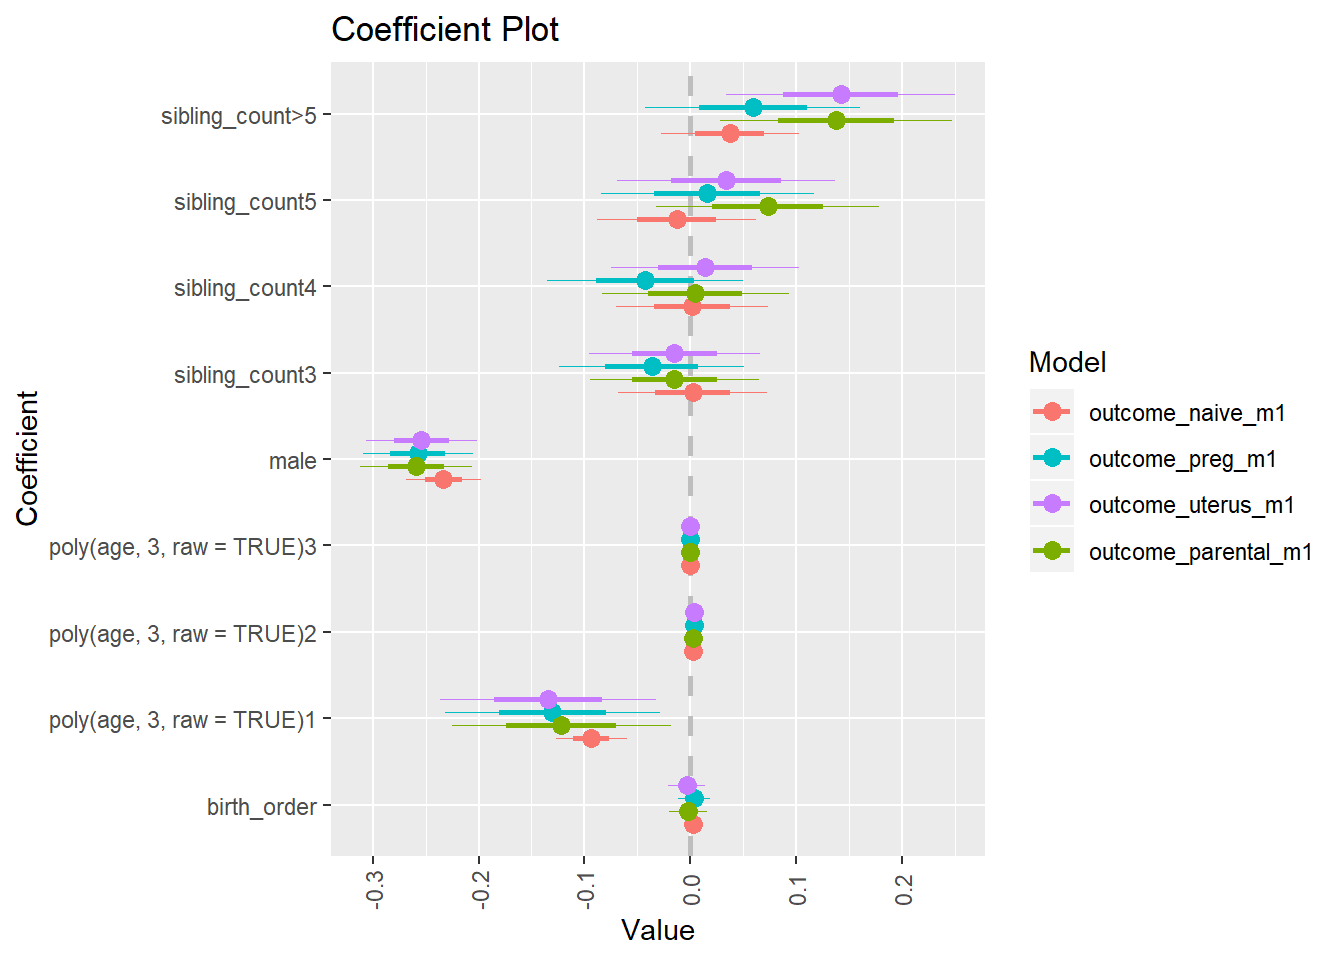 Coefficient Plot
sibling_count>5
sibling_count5
sibling_count4
sibling_count3
male
poly(age, 3, raw = TRUE)3
poly(age, 3, raw = TRUE)2
poly(age, 3, raw = TRUE)1
birth_order
Coefficient
-0.3
-0.2
-0.1
0.0
0.1
0.2
Value
Model
outcome_naive_m1
outcome_preg_m1
outcome_uterus_m1
outcome_parental_m1